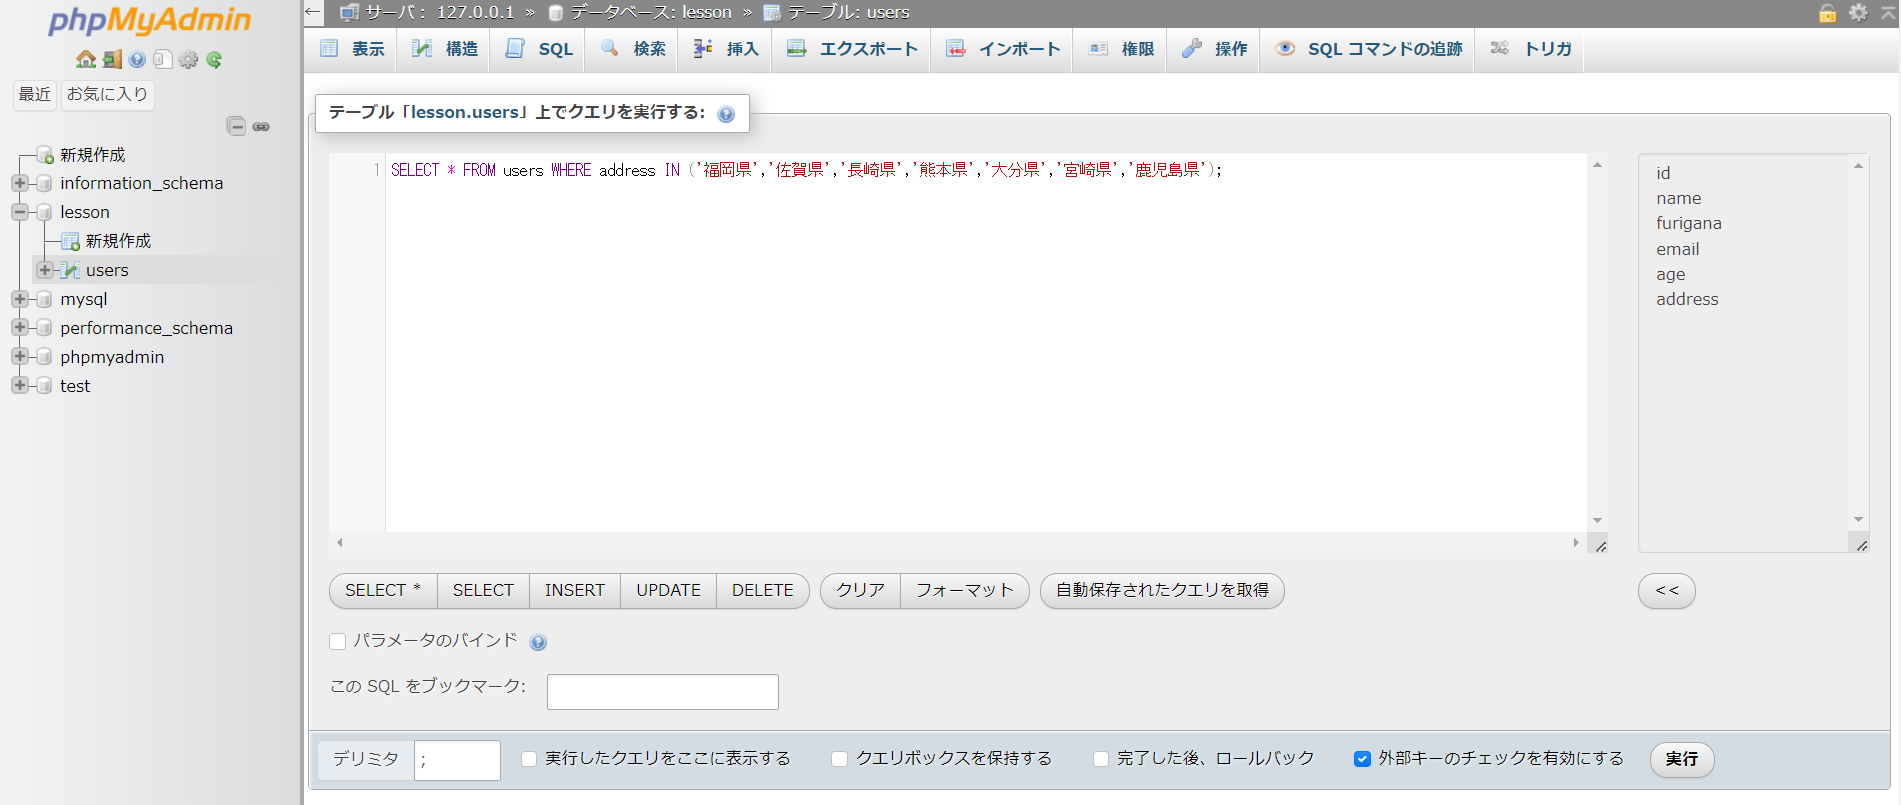 phpMyAdmin
最近 お気に入り
新規作成
information_schema
lesson
新規作成
users
mysql
performance_schema
phpmyadmin
test
← サーバ: 127.0.0.1 » データベース: lesson » テーブル: users
表示 構造 SQL 検索 挿入 エクスポート インポート 権限 操作 SQL コマンドの追跡 トリガ
テーブル「lesson.users」上でクエリを実行する:
1 SELECT * FROM users WHERE address IN ('福岡県','佐賀県','長崎県','熊本県','大分県','宮崎県','鹿児島県');
id
name
furigana
email
age
address
SELECT * SELECT INSERT UPDATE DELETE クリア フォーマット 自動保存されたクエリを取得 <<
パラメータのバインド
この SQL をブックマーク:
デリミタ ; 実行したクエリをここに表示する クエリボックスを保持する 完了した後、ロールバック 外部キーのチェックを有効にする 実行